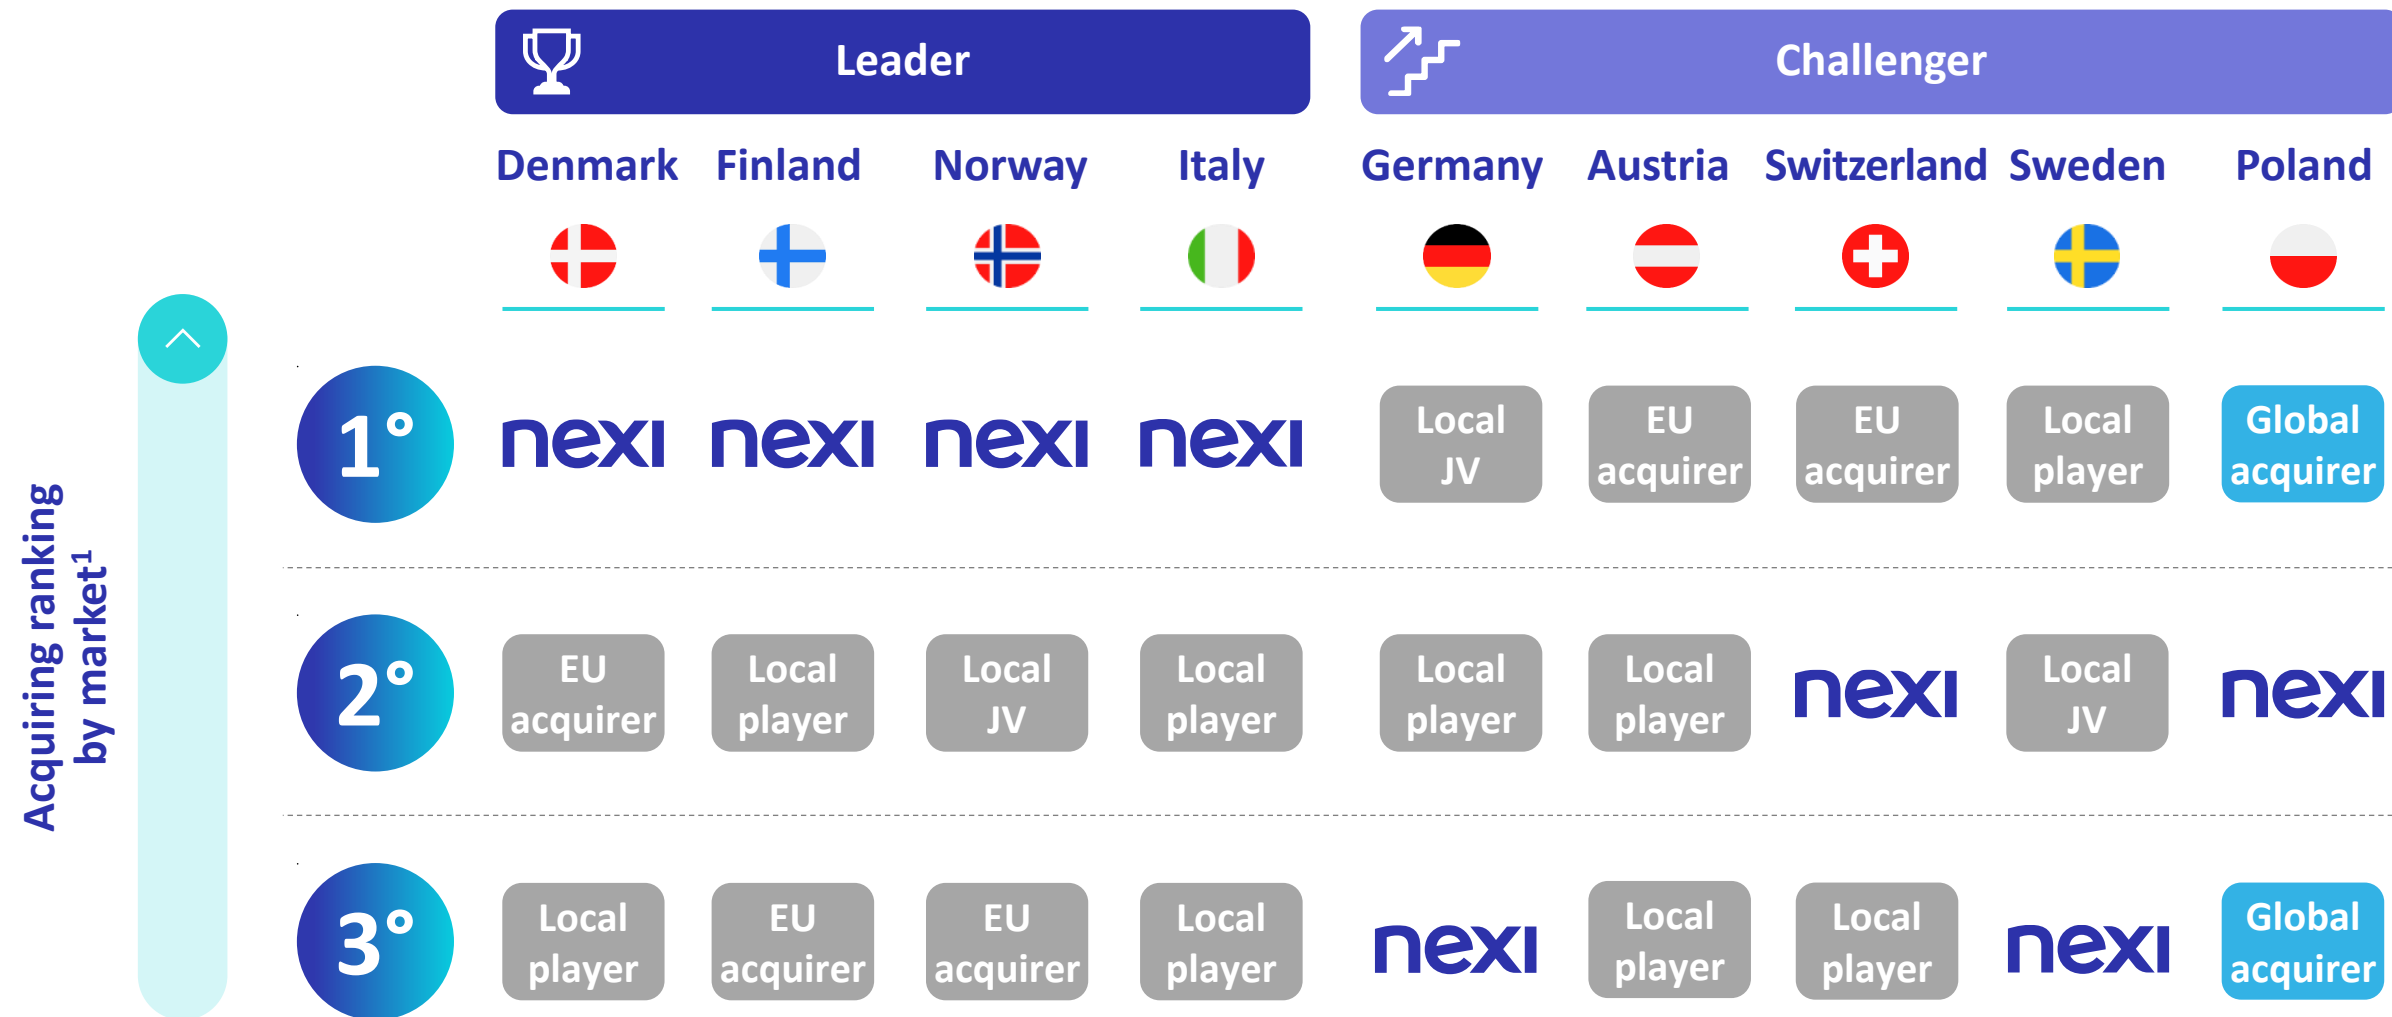 Leader
Challenger
Denmark Finland Norway Italy Germany Austria Switzerland Sweden Poland
Acquiring ranking
by market¹
1°
nexi nexi nexi nexi
Local
JV
EU
acquirer
EU
acquirer
Local
player
Global
acquirer
2°
EU
acquirer
Local
player
Local
JV
Local
player
Local
player
Local
player
nexi
Local
JV
nexi
3°
Local
player
EU
acquirer
EU
acquirer
Local
player
nexi
Local
player
Local
player
nexi
Global
acquirer